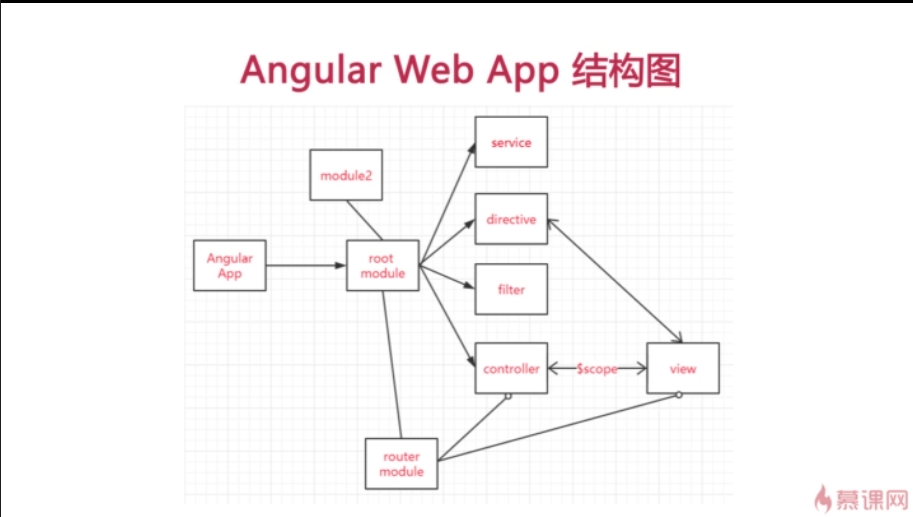 Angular Web App 结构图
service
module2
directive
Angular
App
root
module
filter
controller
$scope
view
router
module
慕课网